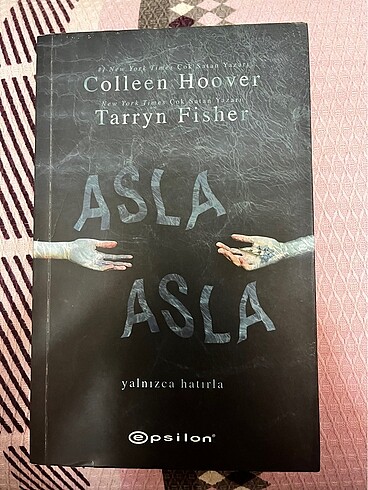 #1 New York Times Çok Satan Yazarı
Colleen Hoover
New York Times Çok Satan Yazarı
Tarryn Fisher
ASLA
ASLA
yalnızca hatırla
epsilon